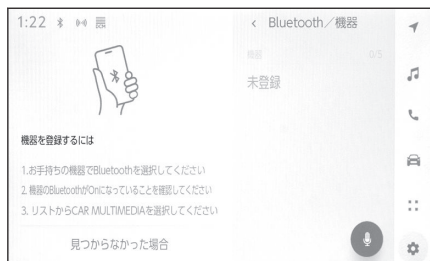 1:22
< Bluetooth／機器
機器 0/5
未登録
機器を登録するには
1.お手持ちの機器でBluetoothを選択してください
2. 機器のBluetoothがOnになっていることを確認してください
3. リストからCAR MULTIMEDIAを選択してください
見つからなかった場合